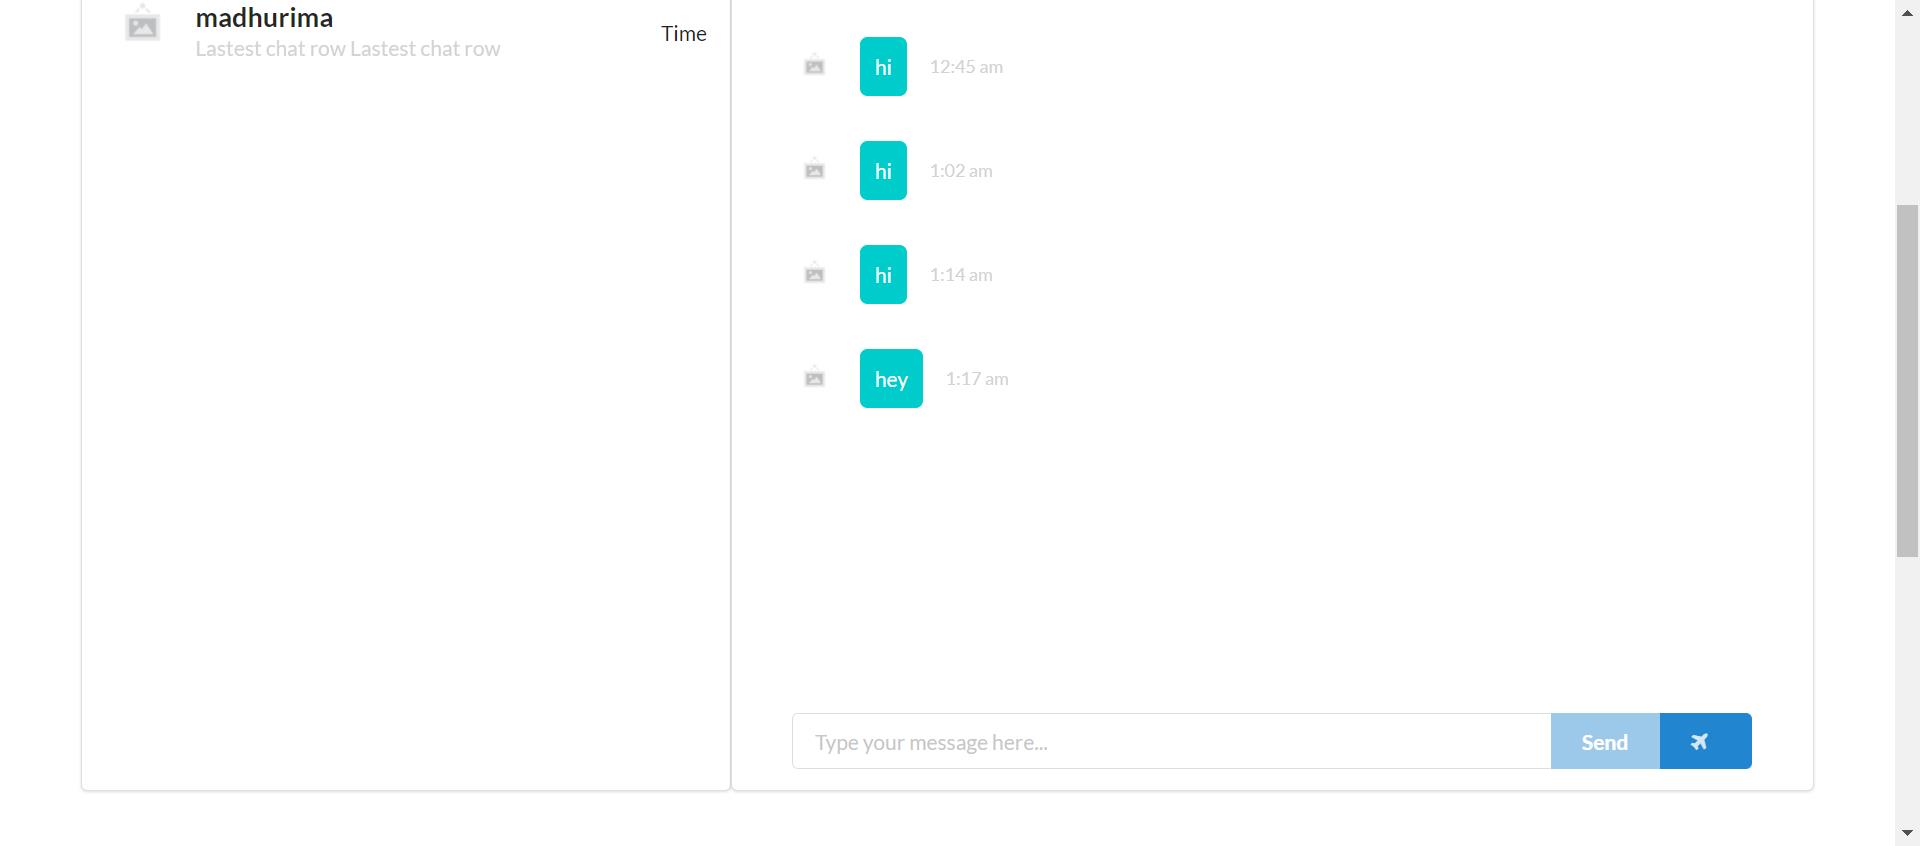 madhurima
Lastest chat row Lastest chat row
Time
hi
12:45 am
hi
1:02 am
hi
1:14 am
hey
1:17 am
Type your message here...
Send